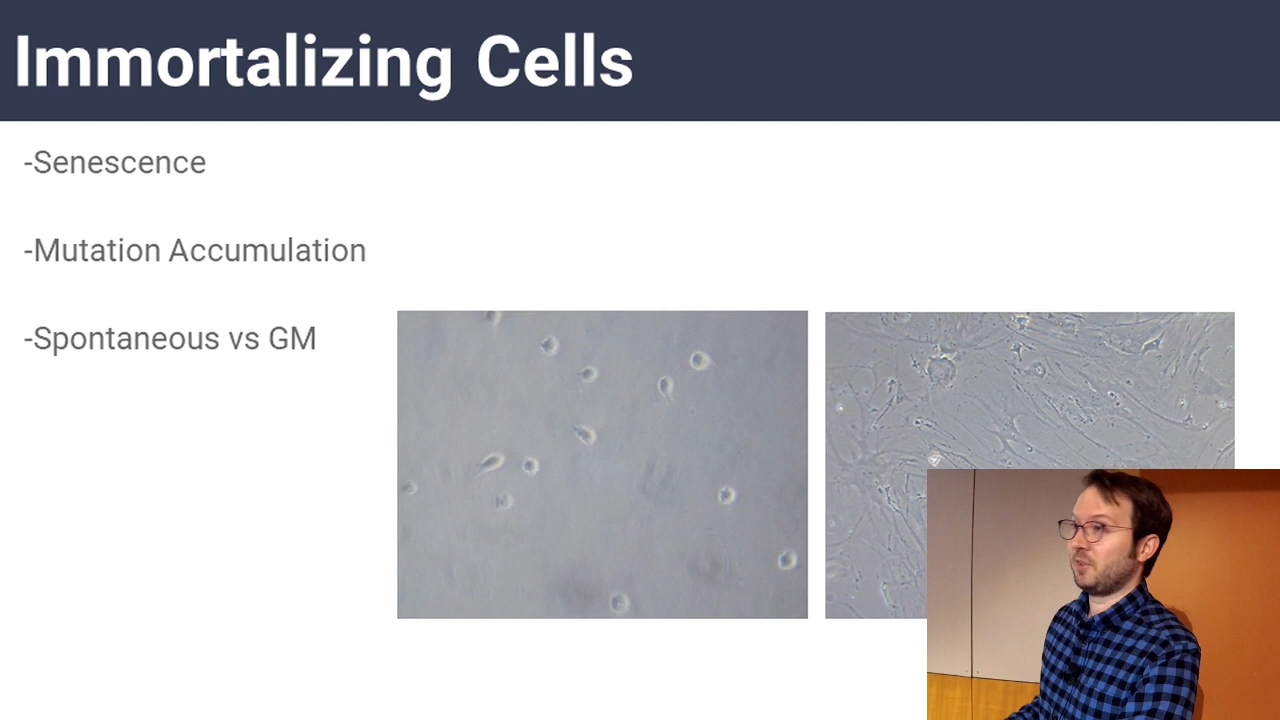 Immortalizing Cells
-Senescence
-Mutation Accumulation
-Spontaneous vs GM